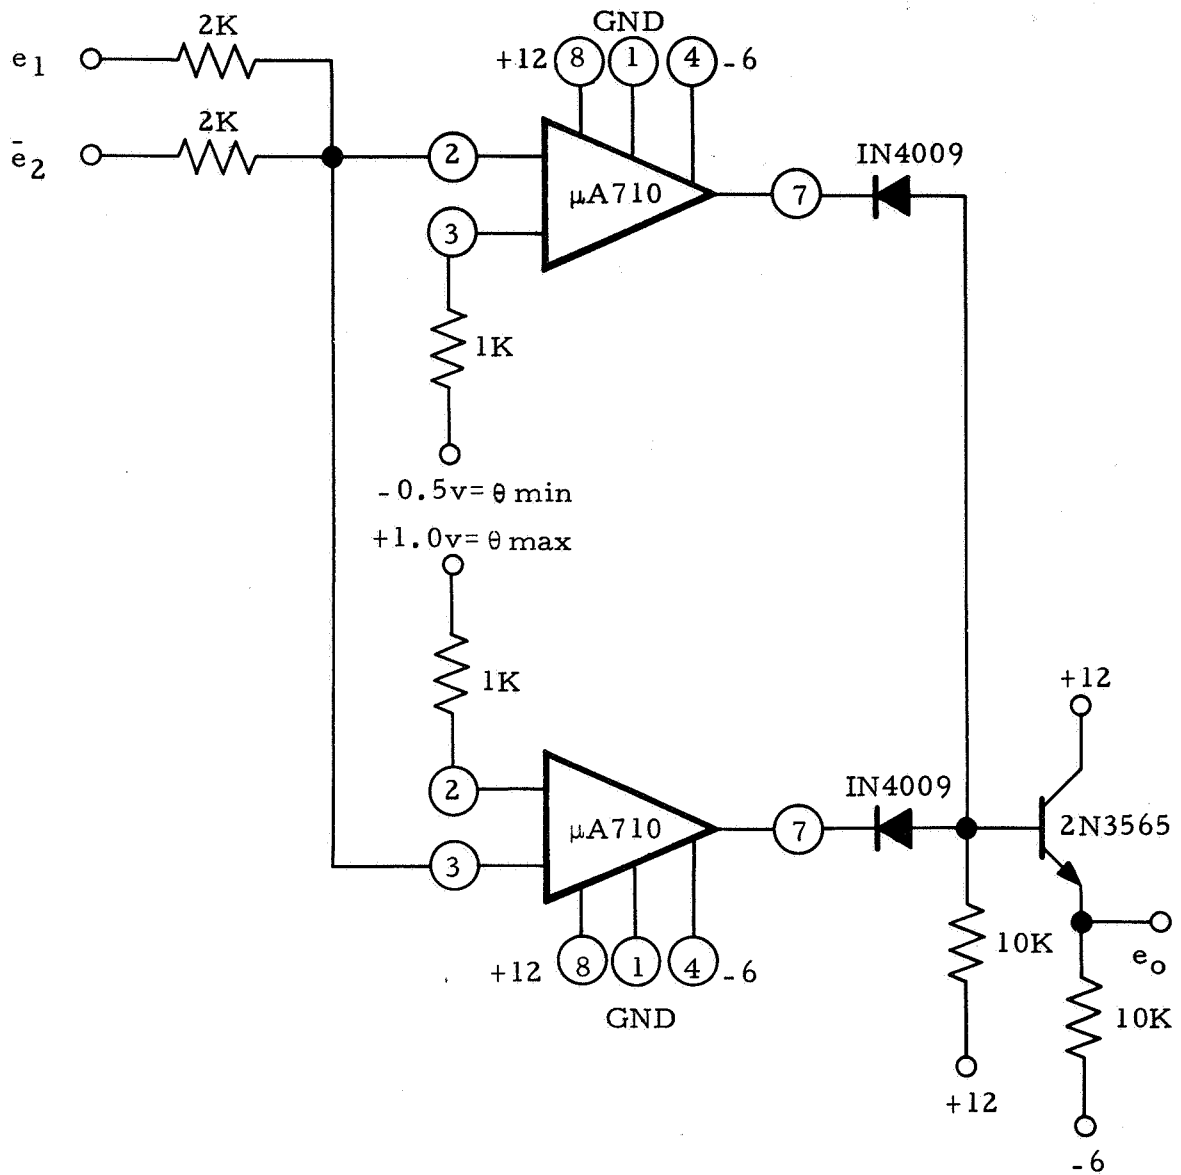 GND
2K
e1
+12 8 1 4 -6
2K
ē2
2
IN4009
μA710
7
3
1K
-0.5v=θ min
+1.0v=θ max
1K
+12
2
IN4009
μA710
7
2N3565
3
10K
eo
+12 8 1 4 -6
GND
10K
+12
-6